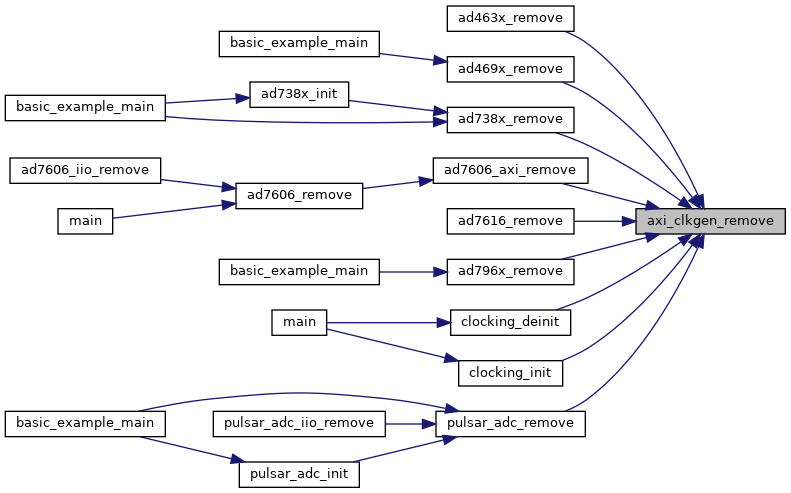 ad463x_remove
basic_example_main
ad469x_remove
ad738x_init
basic_example_main
ad738x_remove
ad7606_iio_remove
ad7606_axi_remove
ad7606_remove
main
ad7616_remove
axi_clkgen_remove
basic_example_main
ad796x_remove
main
clocking_deinit
clocking_init
basic_example_main
pulsar_adc_iio_remove
pulsar_adc_remove
pulsar_adc_init